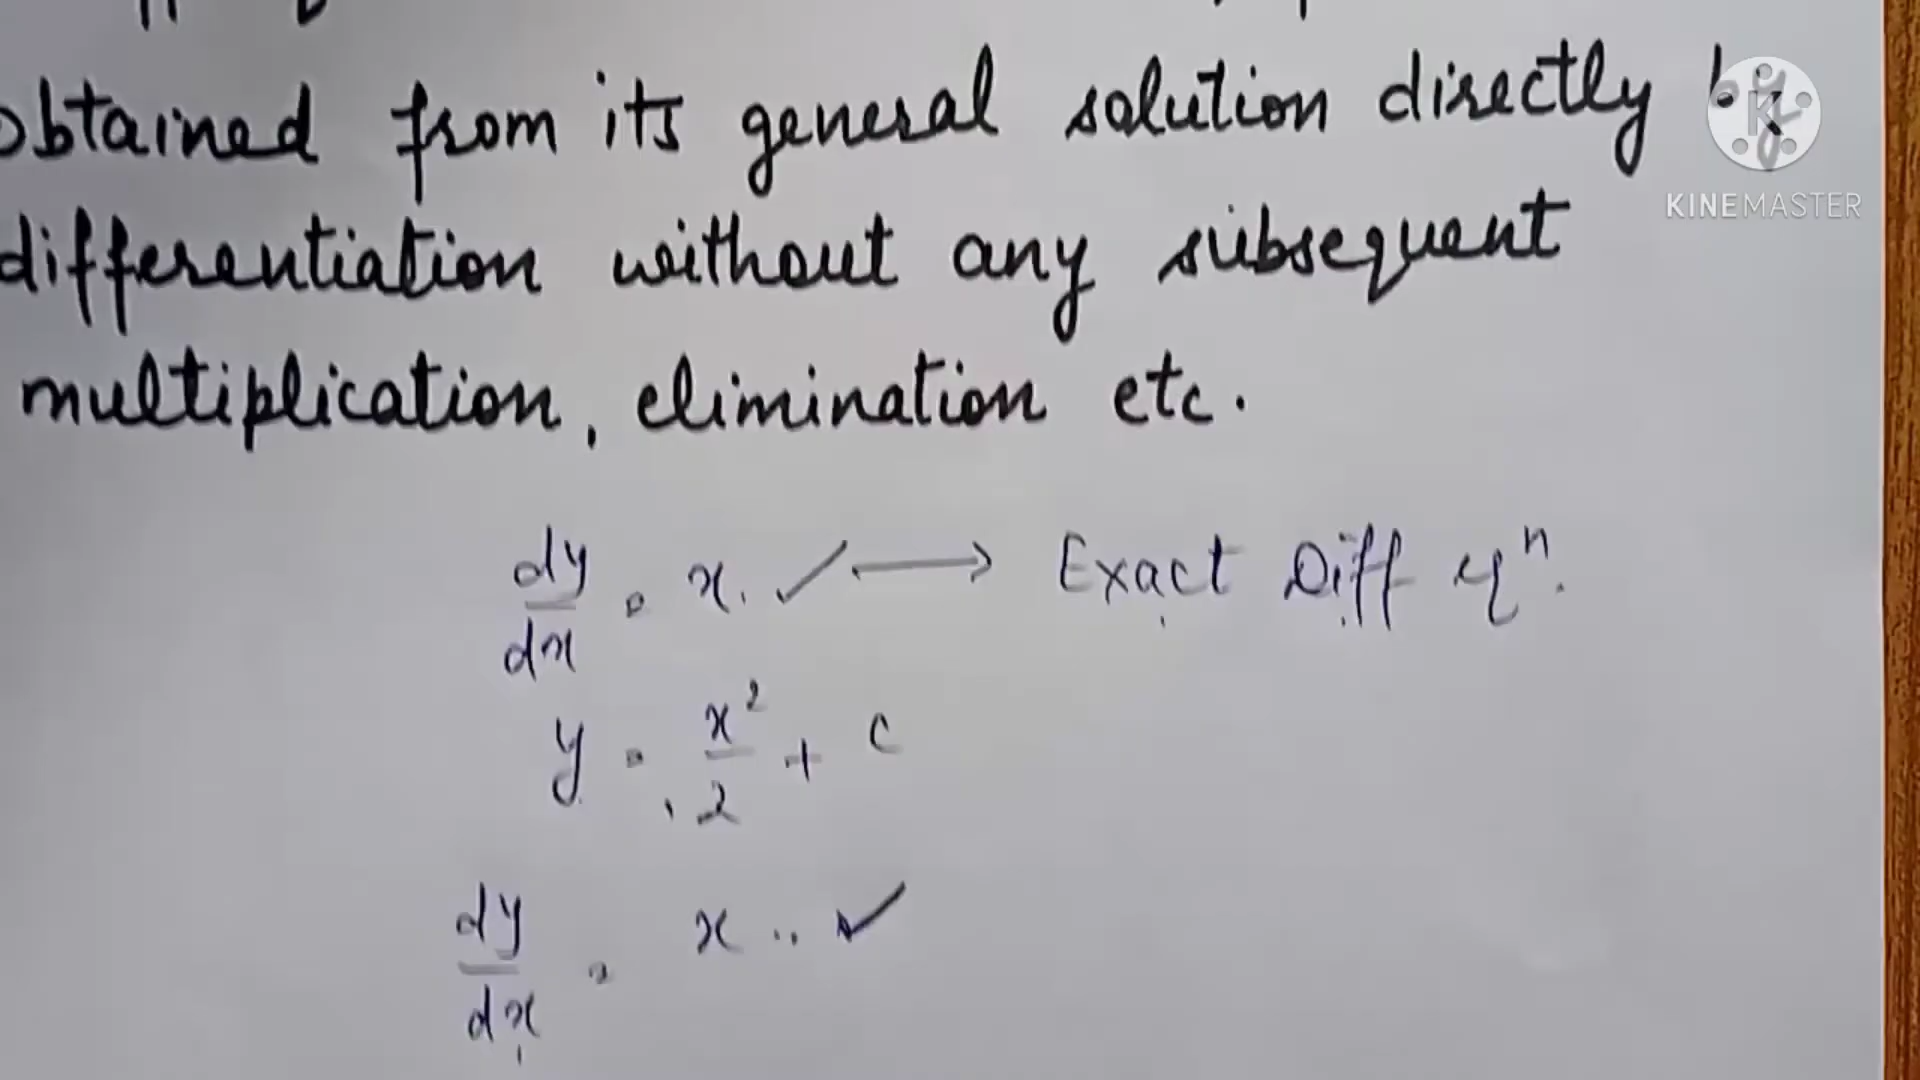 obtained from its general solution directly by
differentiation without any subsequent
multiplication, elimination etc.
dy/dx = x. ✓ ⟶ Exact Diff eqⁿ.
y = x²/2 + c
dy/dx = x .. ✓
KINEMASTER